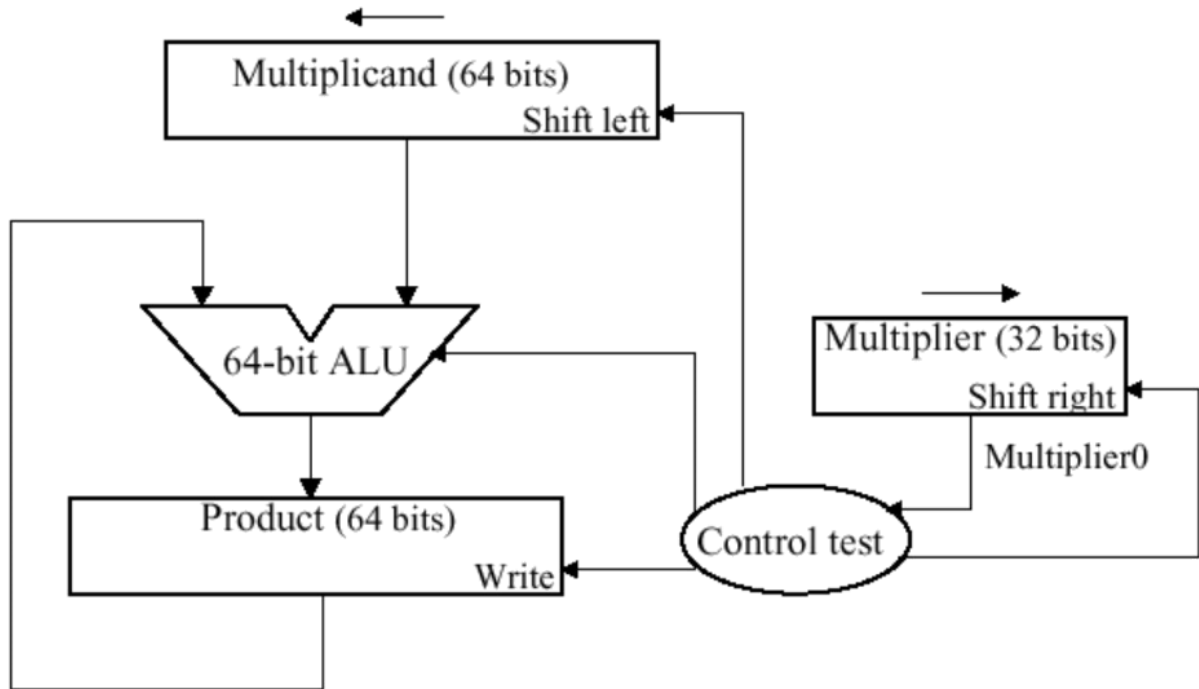 Multiplicand (64 bits)
Shift left
64-bit ALU
Multiplier (32 bits)
Shift right
Multiplier0
Product (64 bits)
Write
Control test